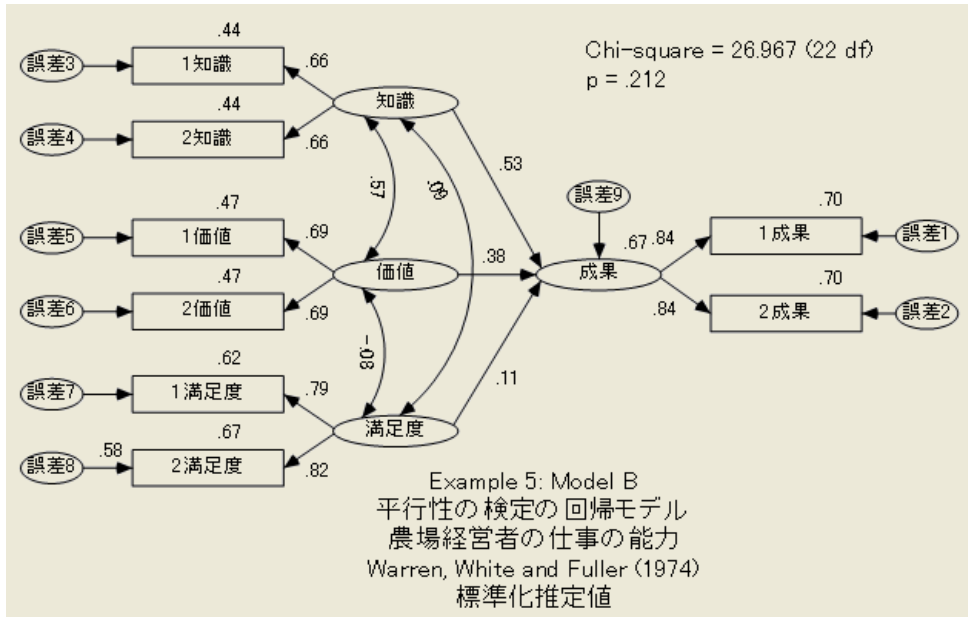 Chi-square = 26.967 (22 df)
p = .212
.44
誤差3
1知識
.66
知識
.44
誤差4
2知識
.66
.57
.09
.53
.47
誤差5
1価値
.69
価値
.38
.47
誤差6
2価値
.69
-.08
.62
誤差7
1満足度
.79
満足度
.11
.67
誤差8
.58
2満足度
.82
誤差9
.67
成果
.84
.70
1成果
誤差1
.84
.70
2成果
誤差2
Example 5: Model B
平行性の検定の回帰モデル
農場経営者の仕事の能力
Warren, White and Fuller (1974)
標準化推定値